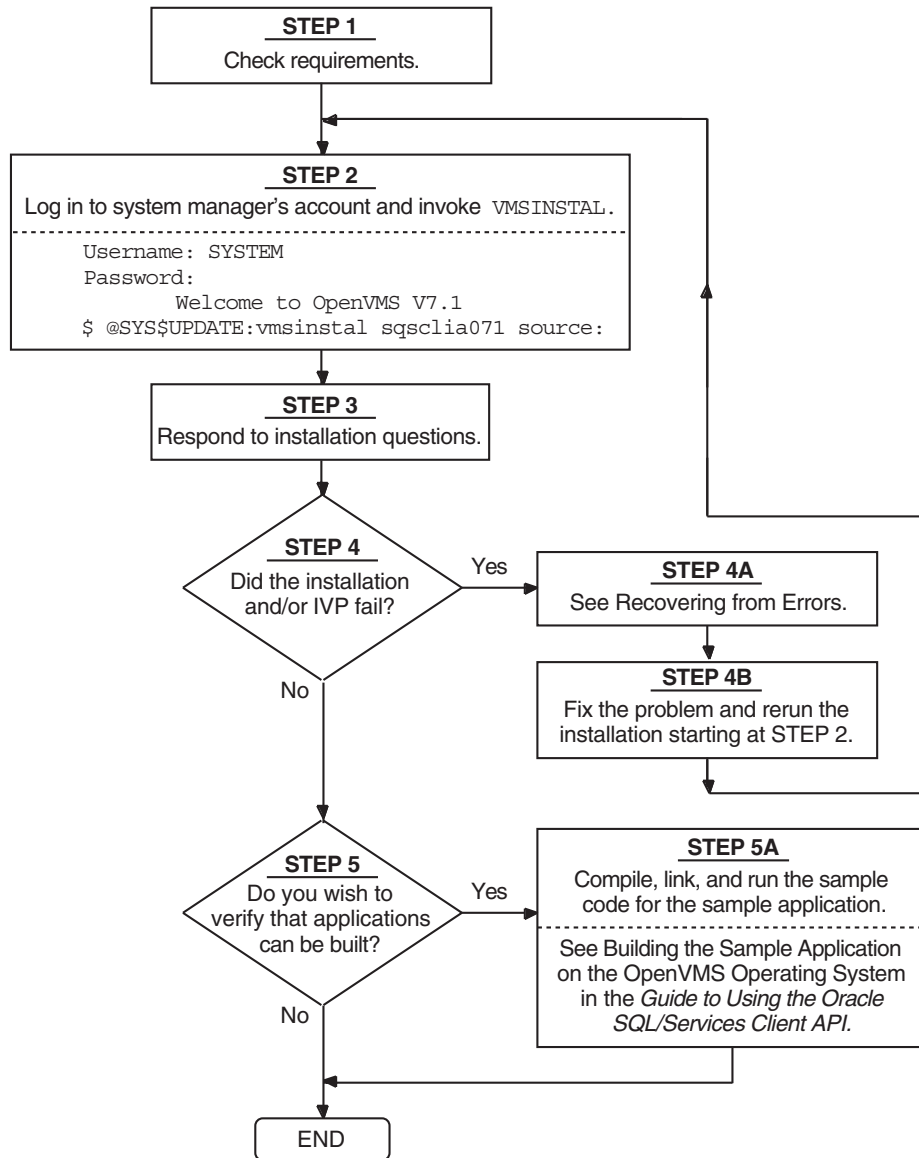 STEP 1
Check requirements.
STEP 2
Log in to system manager's account and invoke VMSINSTAL.
Username: SYSTEM
Password:
Welcome to OpenVMS V7.1
$ @SYS$UPDATE:vmsinstal sqsclia071 source:
STEP 3
Respond to installation questions.
STEP 4
Did the installation
and/or IVP fail?
Yes
No
STEP 4A
See Recovering from Errors.
STEP 4B
Fix the problem and rerun the
installation starting at STEP 2.
STEP 5
Do you wish to
verify that applications
can be built?
Yes
No
STEP 5A
Compile, link, and run the sample
code for the sample application.
See Building the Sample Application
on the OpenVMS Operating System
in the Guide to Using the Oracle
SQL/Services Client API.
END